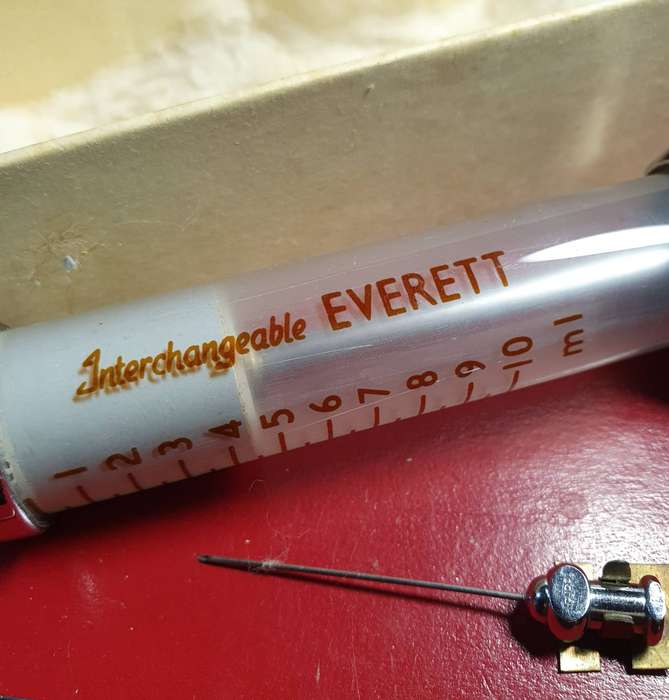 Interchangeable EVERETT
1 2 3 4 5 6 7 8 9 10 ml